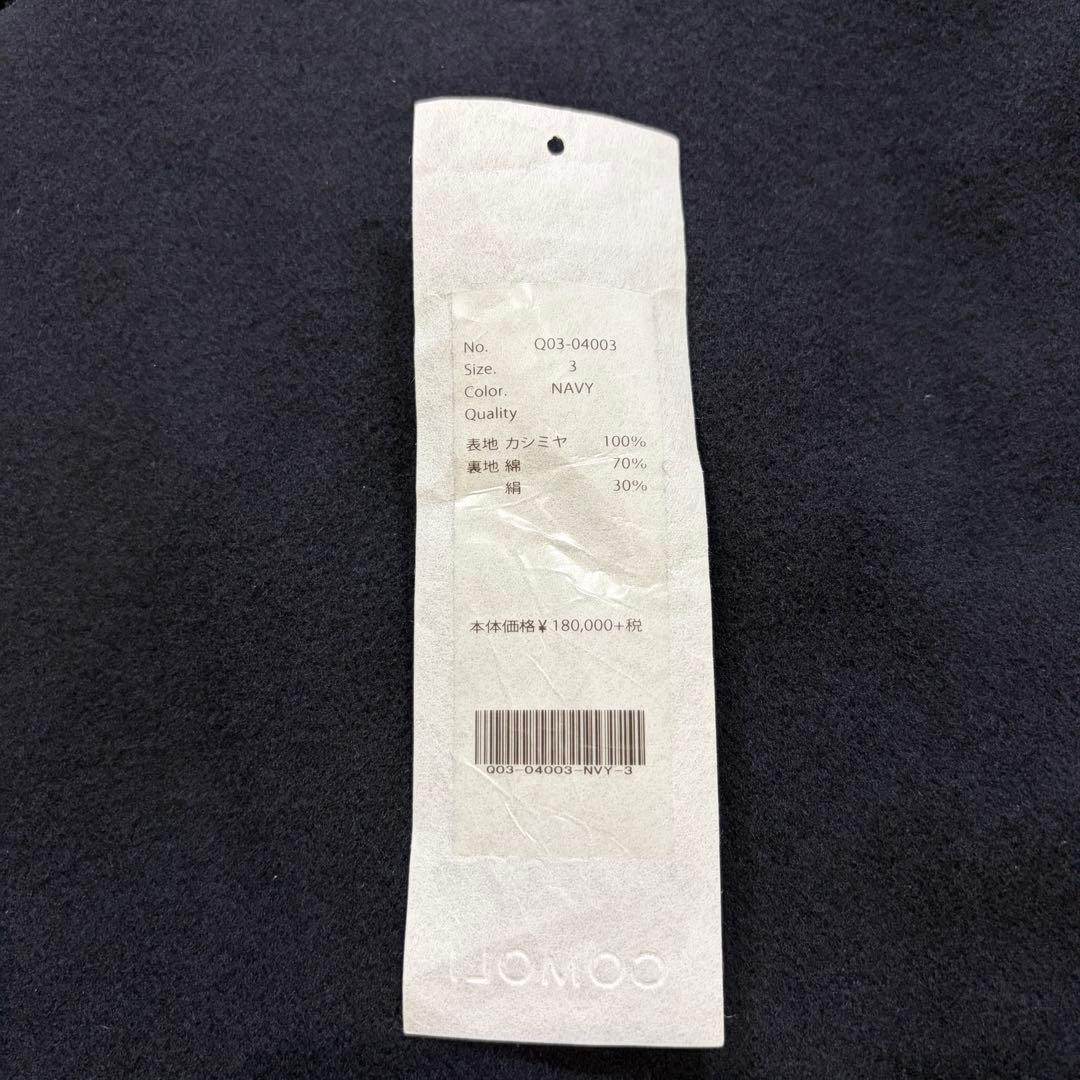 No. Q03-04003
Size. 3
Color. NAVY
Quality
表地 カシミヤ 100%
裏地 綿 70%
絹 30%
本体価格¥180,000+税
Q03-04003-NVY-3
COMOLI